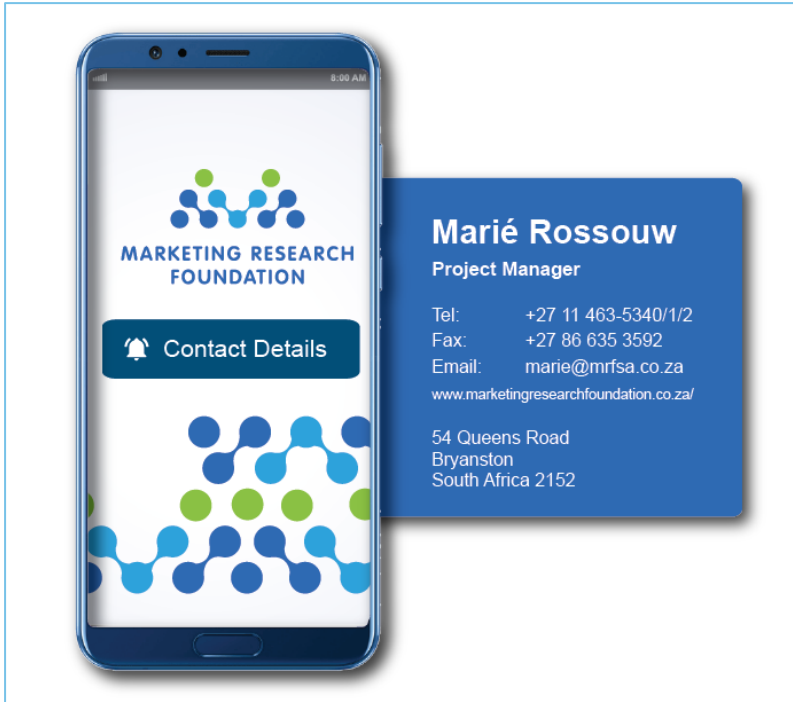 8:00 AM
MARKETING RESEARCH
FOUNDATION
Contact Details
Marié Rossouw
Project Manager
Tel: +27 11 463-5340/1/2
Fax: +27 86 635 3592
Email: marie@mrfsa.co.za
www.marketingresearchfoundation.co.za/
54 Queens Road
Bryanston
South Africa 2152